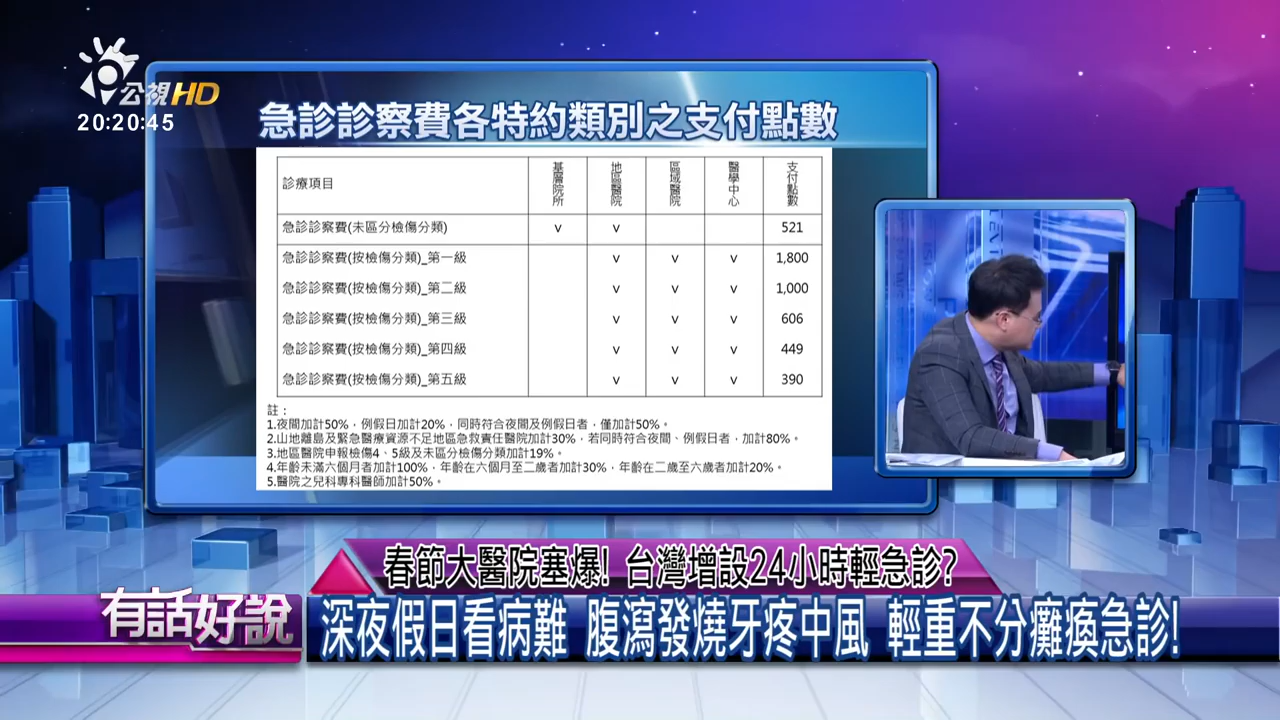 公視HD
20:20:45
急診診察費各特約類別之支付點數
診療項目 基層院所 地區醫院 區域醫院 醫學中心 支付點數
急診診察費(未區分檢傷分類) v v 521
急診診察費(按檢傷分類)_第一級 v v v 1,800
急診診察費(按檢傷分類)_第二級 v v v 1,000
急診診察費(按檢傷分類)_第三級 v v v 606
急診診察費(按檢傷分類)_第四級 v v v 449
急診診察費(按檢傷分類)_第五級 v v v 390
註：
1.夜間加計50%，例假日加計20%，同時符合夜間及例假日者，僅加計50%。
2.山地離島及緊急醫療資源不足地區急救責任醫院加計30%，若同時符合夜間、例假日者，加計80%。
3.地區醫院申報檢傷4、5級及未區分檢傷分類加計19%。
4.年齡未滿六個月者加計100%，年齡在六個月至二歲者加計30%，年齡在二歲至六歲者加計20%。
5.醫院之兒科專科醫師加計50%。
春節大醫院塞爆! 台灣增設24小時輕急診?
有話好說
深夜假日看病難 腹瀉發燒牙疼中風 輕重不分癱瘓急診!